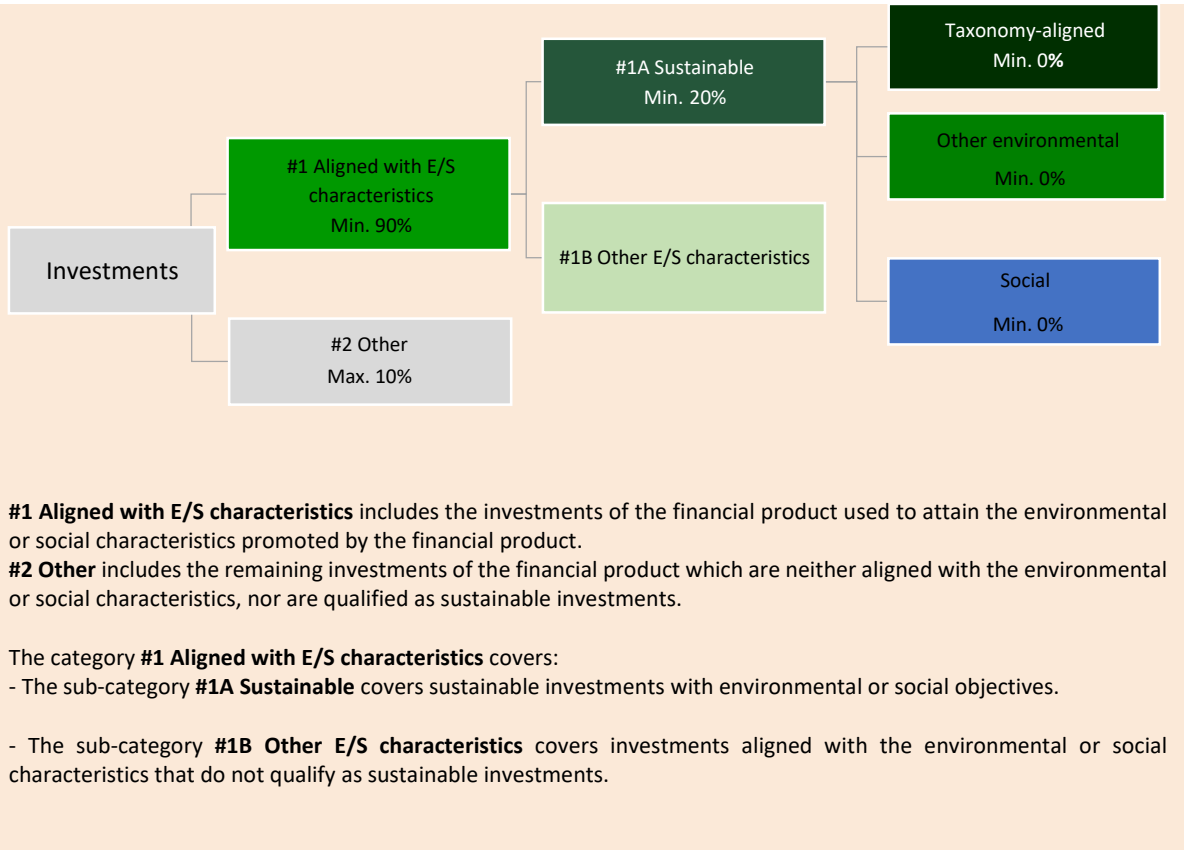 Taxonomy-aligned
Min. 0%
#1A Sustainable
Min. 20%
Other environmental
Min. 0%
#1 Aligned with E/S
characteristics
Min. 90%
#1B Other E/S characteristics
Investments
Social
Min. 0%
#2 Other
Max. 10%
#1 Aligned with E/S characteristics includes the investments of the financial product used to attain the environmental
or social characteristics promoted by the financial product.
#2 Other includes the remaining investments of the financial product which are neither aligned with the environmental
or social characteristics, nor are qualified as sustainable investments.
The category #1 Aligned with E/S characteristics covers:
- The sub-category #1A Sustainable covers sustainable investments with environmental or social objectives.
- The sub-category #1B Other E/S characteristics covers investments aligned with the environmental or social
characteristics that do not qualify as sustainable investments.